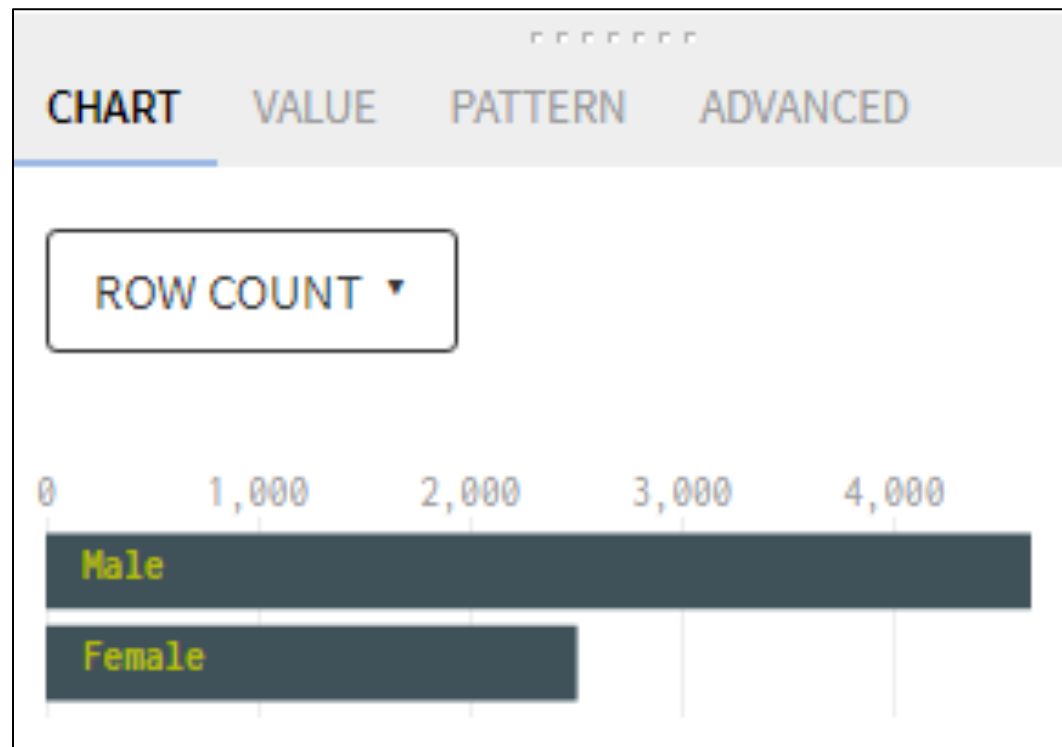 CHART VALUE PATTERN ADVANCED
ROW COUNT
0 1,000 2,000 3,000 4,000
Male
Female